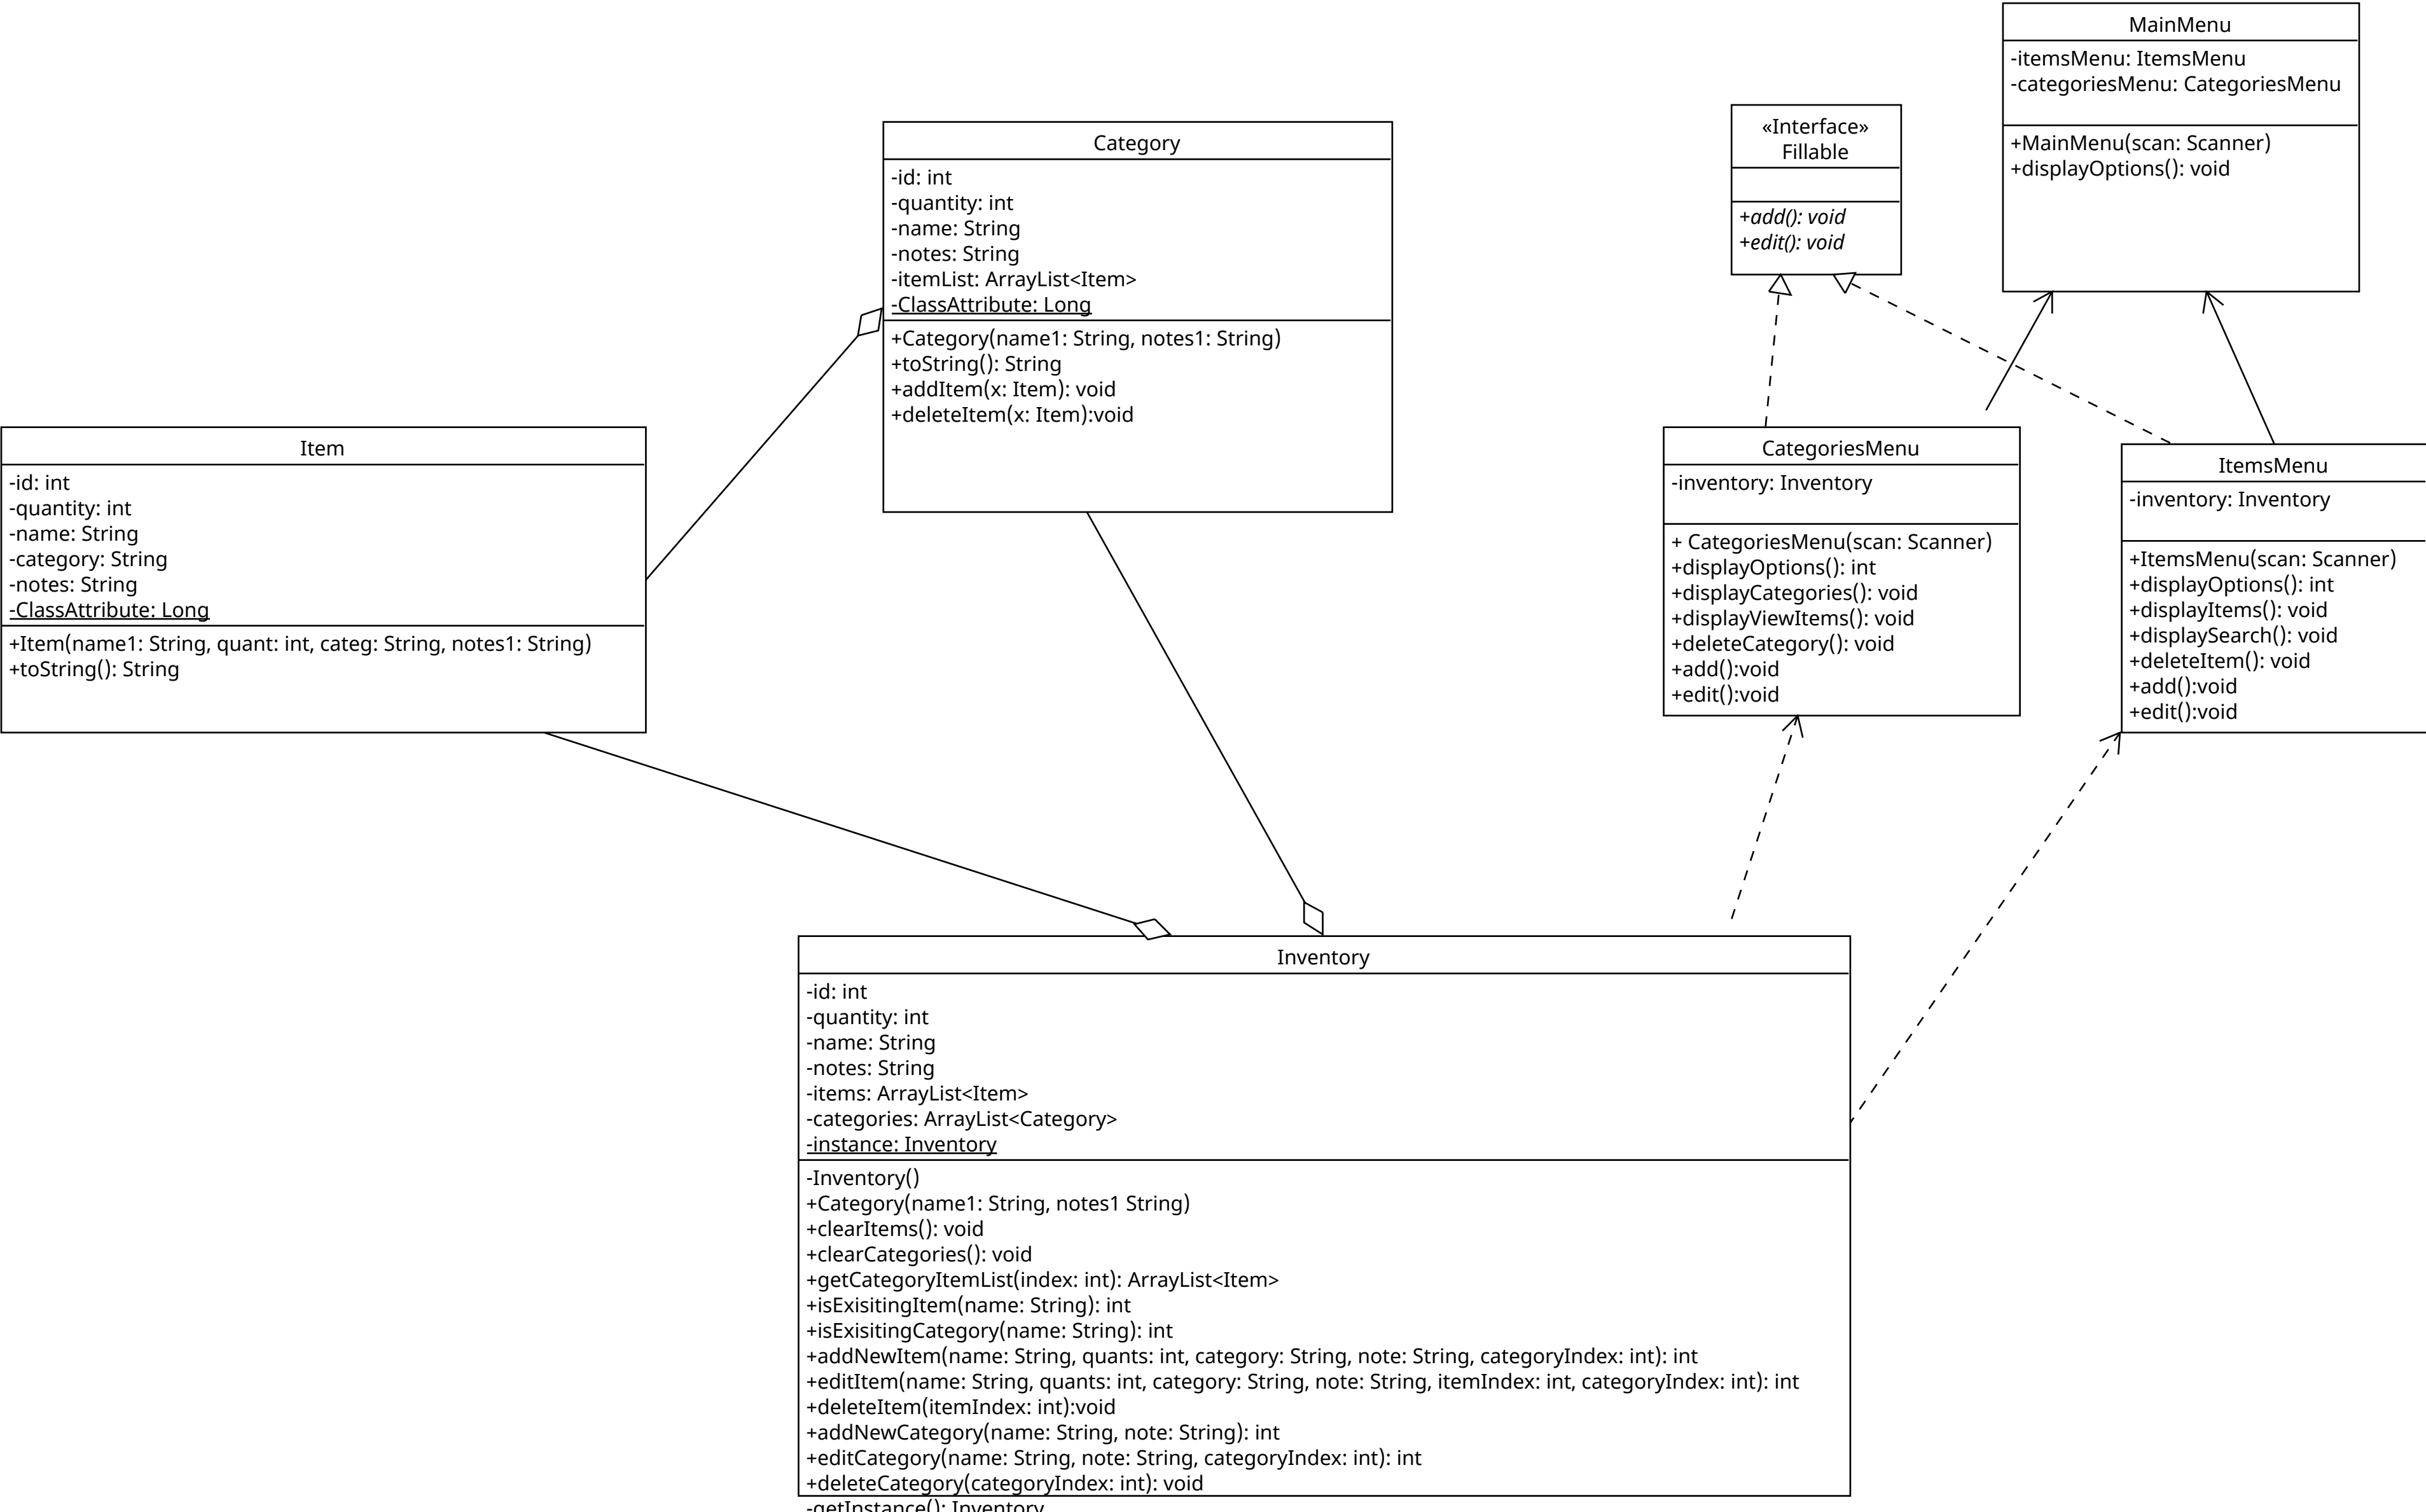 MainMenu
-itemsMenu: ItemsMenu
-categoriesMenu: CategoriesMenu
+MainMenu(scan: Scanner)
+displayOptions(): void
«Interface»
Fillable
+add(): void
+edit(): void
Category
-id: int
-quantity: int
-name: String
-notes: String
-itemList: ArrayList<Item>
-ClassAttribute: Long
+Category(name1: String, notes1: String)
+toString(): String
+addItem(x: Item): void
+deleteItem(x: Item):void
Item
-id: int
-quantity: int
-name: String
-category: String
-notes: String
-ClassAttribute: Long
+Item(name1: String, quant: int, categ: String, notes1: String)
+toString(): String
CategoriesMenu
-inventory: Inventory
+ CategoriesMenu(scan: Scanner)
+displayOptions(): int
+displayCategories(): void
+displayViewItems(): void
+deleteCategory(): void
+add():void
+edit():void
ItemsMenu
-inventory: Inventory
+ItemsMenu(scan: Scanner)
+displayOptions(): int
+displayItems(): void
+displaySearch(): void
+deleteItem(): void
+add():void
+edit():void
Inventory
-id: int
-quantity: int
-name: String
-notes: String
-items: ArrayList<Item>
-categories: ArrayList<Category>
-instance: Inventory
-Inventory()
+Category(name1: String, notes1 String)
+clearItems(): void
+clearCategories(): void
+getCategoryItemList(index: int): ArrayList<Item>
+isExisitingItem(name: String): int
+isExisitingCategory(name: String): int
+addNewItem(name: String, quants: int, category: String, note: String, categoryIndex: int): int
+editItem(name: String, quants: int, category: String, note: String, itemIndex: int, categoryIndex: int): int
+deleteItem(itemIndex: int):void
+addNewCategory(name: String, note: String): int
+editCategory(name: String, note: String, categoryIndex: int): int
+deleteCategory(categoryIndex: int): void
-getInstance(): Inventory